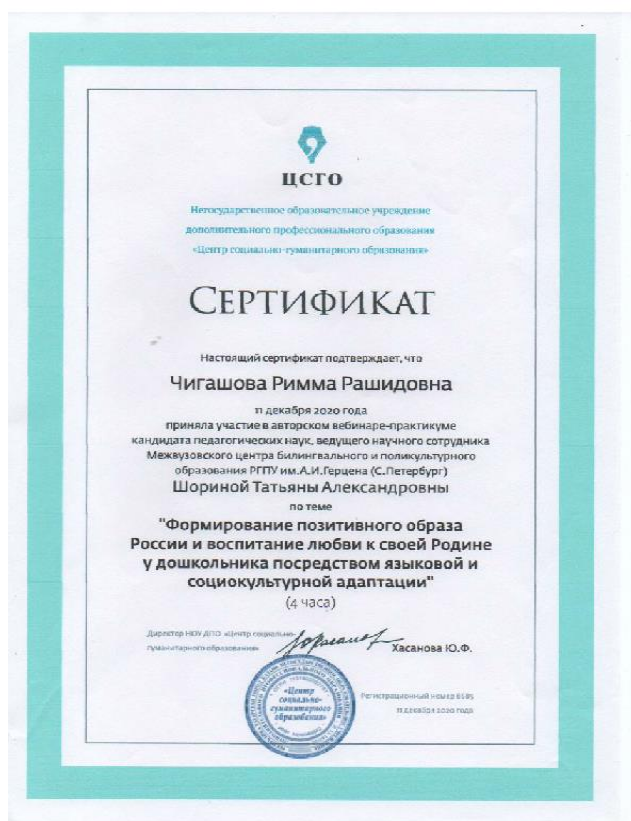 ЦСГО
Негосударственное образовательное учреждение
дополнительного профессионального образования
«Центр социально-гуманитарного образования»
СЕРТИФИКАТ
Настоящий сертификат подтверждает, что
Чигашова Римма Рашидовна
11 декабря 2020 года
приняла участие в авторском вебинаре-практикуме
кандидата педагогических наук, ведущего научного сотрудника
Межвузовского центра билингвального и поликультурного
образования РГПУ им.А.И.Герцена (С.Петербург)
Шориной Татьяны Александровны
по теме
"Формирование позитивного образа
России и воспитание любви к своей Родине
у дошкольника посредством языковой и
социокультурной адаптации"
(4 часа)
Директор НОУ ДПО «Центр социально-
гуманитарного образования»
Хасанова Ю.Ф.
«Центр
социально-
гуманитарного
образования»
Регистрационный номер
11 декабря 2020 года